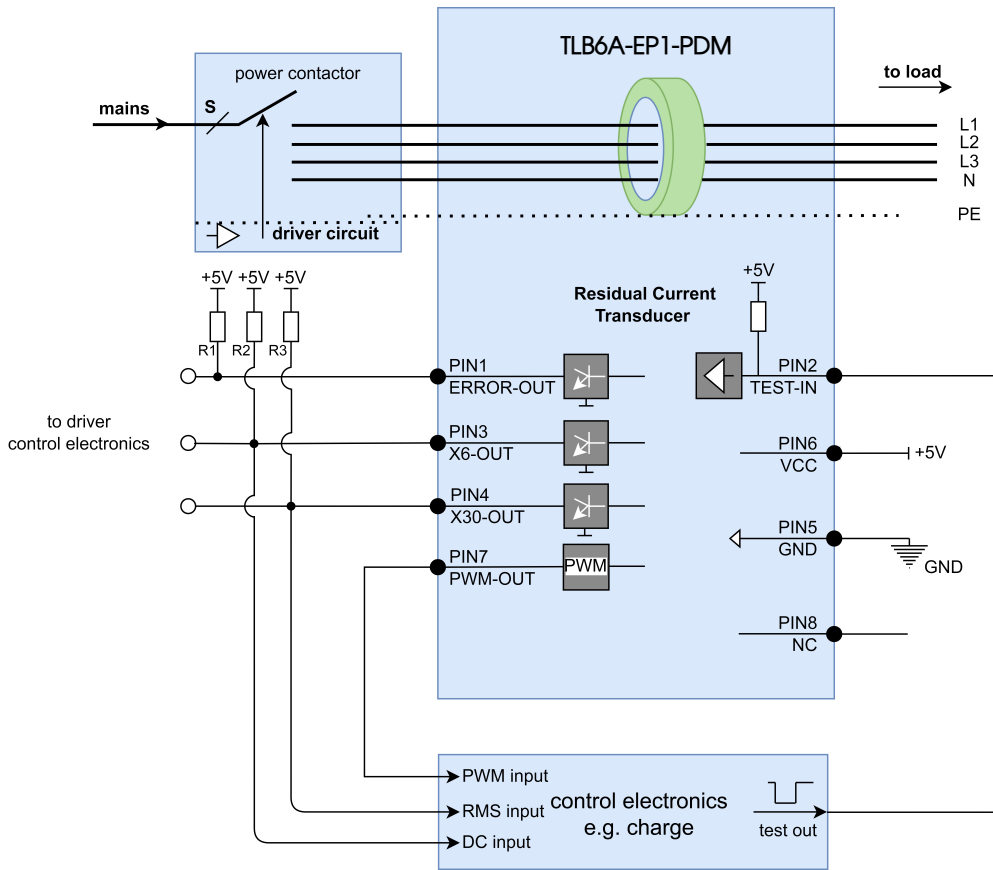 TLB6A-EP1-PDM
power contactor
to load
mains
S
L1
L2
L3
N
PE
driver circuit
+5V +5V +5V
+5V
Residual Current
Transducer
R1 R2 R3
PIN1
ERROR-OUT
PIN2
TEST-IN
to driver
control electronics
PIN3
X6-OUT
PIN6
VCC
+5V
PIN4
X30-OUT
PIN5
GND
GND
PIN7
PWM-OUT
PWM
PIN8
NC
PWM input
RMS input
DC input
control electronics
e.g. charge
test out